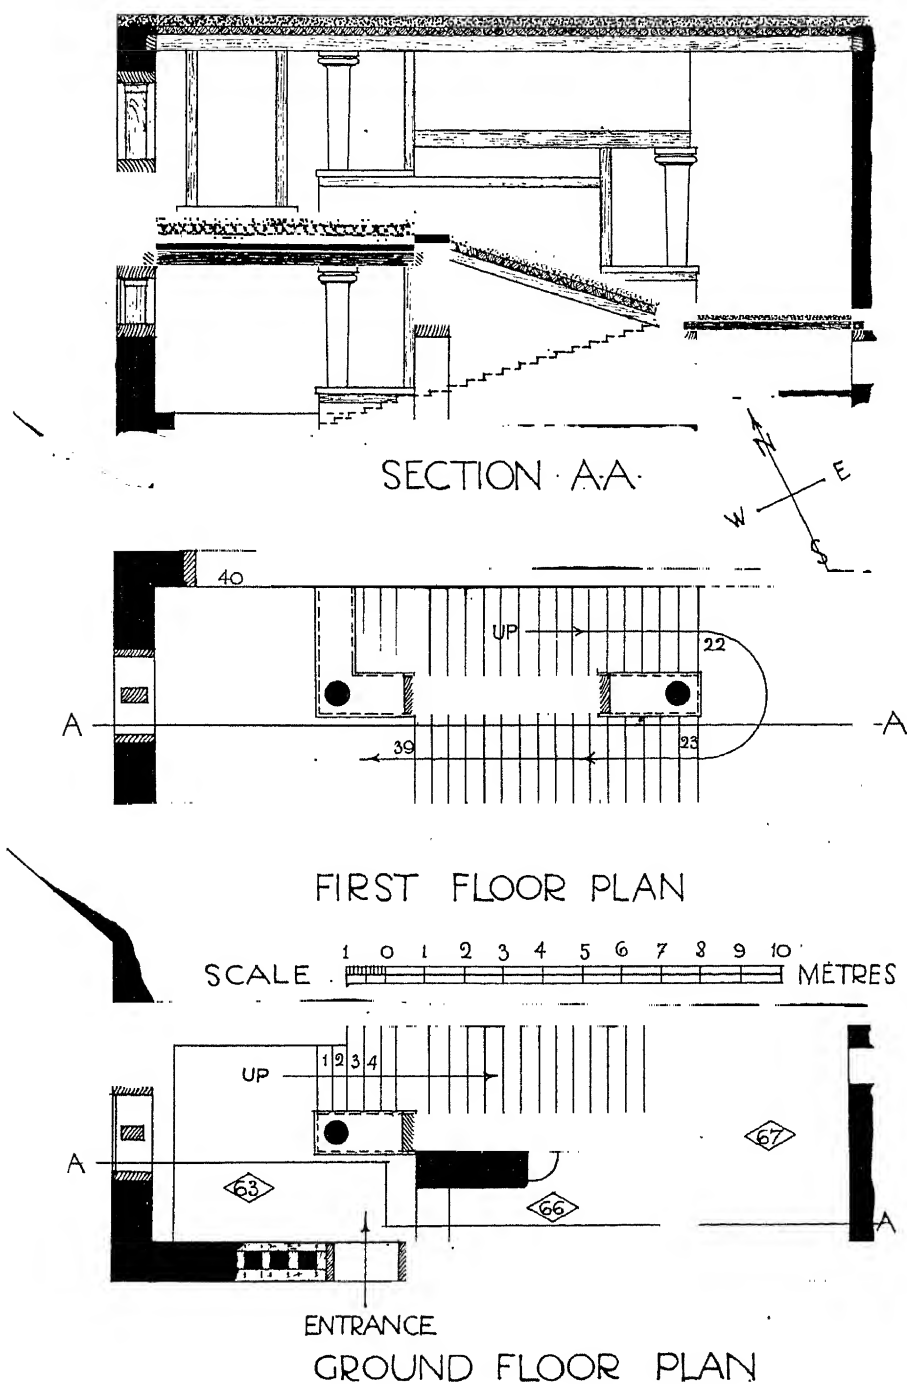 SECTION · A·A·
N
E
W
S
40
UP
22
A
A
39
23
FIRST FLOOR PLAN
1 0 1 2 3 4 5 6 7 8 9 10
SCALE METRES
1 2 3 4
UP
67
A
63
66
A
ENTRANCE
GROUND FLOOR PLAN